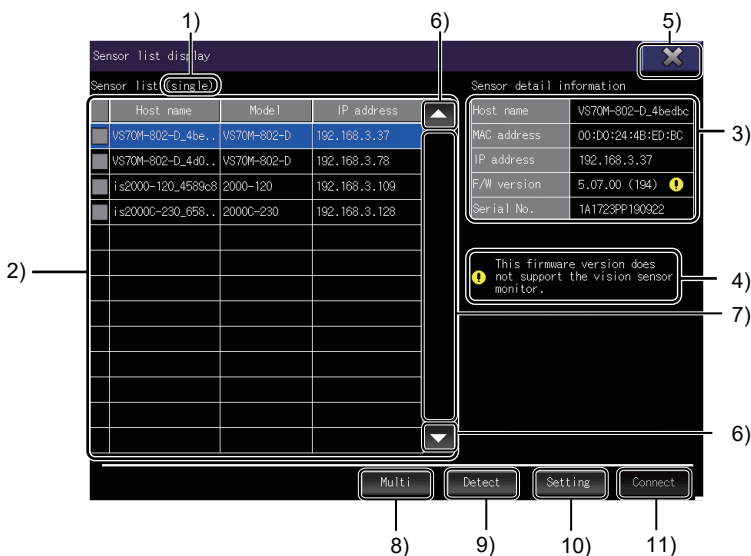 1)
6)
5)
Sensor list display
Sensor list (single)
Sensor detail information
Host name Model IP address
VS70M-802-D_4be.. VS70M-802-D 192.168.3.37
VS70M-802-D_4d0.. VS70M-802-D 192.168.3.78
is2000-120_4589c8 2000-120 192.168.3.109
is2000C-230_658.. 2000C-230 192.168.3.128
Host name VS70M-802-D_4bedbc
MAC address 00:D0:24:4B:ED:BC
IP address 192.168.3.37
F/W version 5.07.00 (194)
Serial No. 1A1723PP190922
3)
2)
This firmware version does
not support the vision sensor
monitor.
4)
7)
6)
Multi Detect Setting Connect
8) 9) 10) 11)